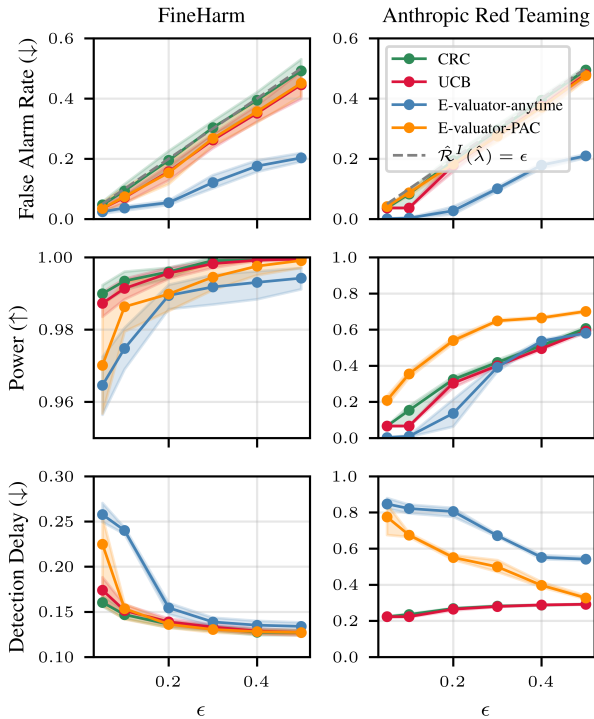 FineHarm
Anthropic Red Teaming
False Alarm Rate (↓)
0.6
0.4
0.2
0.0
0.6
0.4
0.2
0.0
CRC
UCB
E-valuator-anytime
E-valuator-PAC
R̂^I(λ̂) = ϵ
Power (↑)
1.00
0.98
0.96
1.0
0.8
0.6
0.4
0.2
0.0
Detection Delay (↓)
0.30
0.25
0.20
0.15
0.10
1.0
0.8
0.6
0.4
0.2
0.0
0.2 0.4
0.2 0.4
ϵ
ϵ